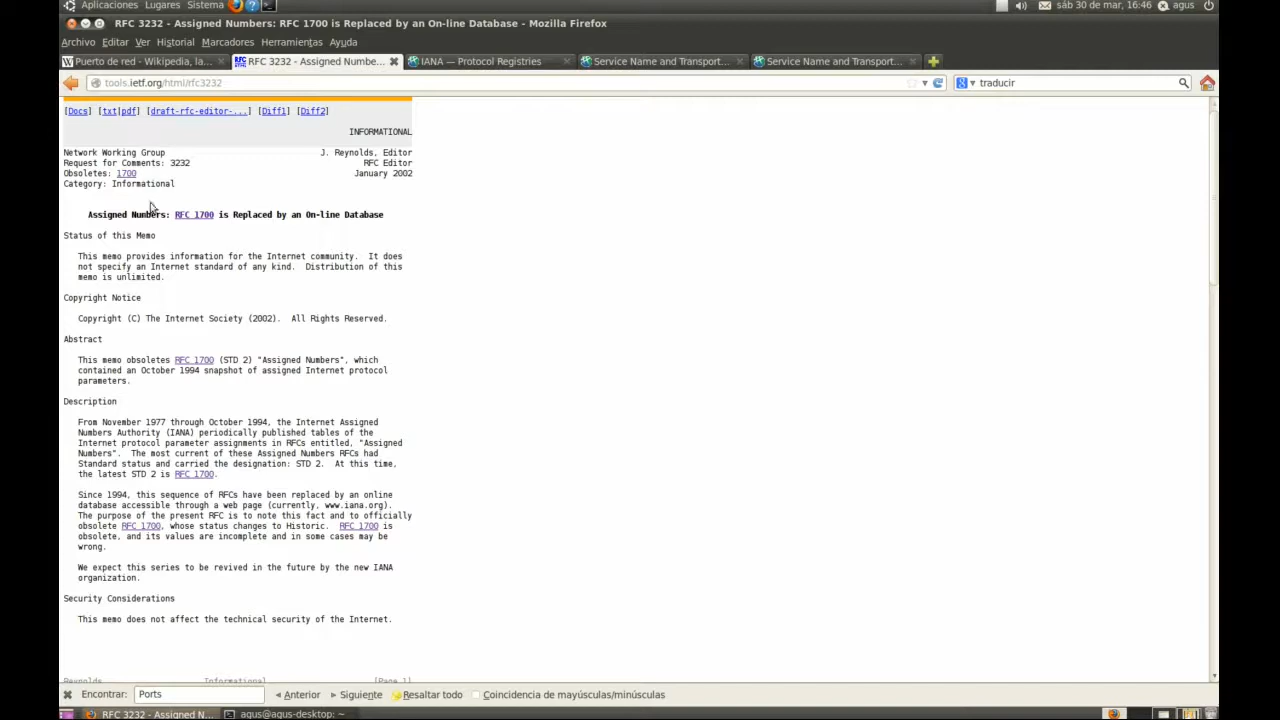 Aplicaciones Lugares Sistema sáb 30 de mar, 16:46 agus
RFC 3232 - Assigned Numbers: RFC 1700 is Replaced by an On-line Database - Mozilla Firefox
Archivo Editar Ver Historial Marcadores Herramientas Ayuda
Puerto de red - Wikipedia, la... RFC 3232 - Assigned Numbe... IANA — Protocol Registries Service Name and Transport... Service Name and Transport...
tools.ietf.org/html/rfc3232 traducir
[Docs] [txt|pdf] [draft-rfc-editor-...] [Diff1] [Diff2]
INFORMATIONAL
Network Working Group J. Reynolds, Editor
Request for Comments: 3232 RFC Editor
Obsoletes: 1700 January 2002
Category: Informational
Assigned Numbers: RFC 1700 is Replaced by an On-line Database
Status of this Memo
This memo provides information for the Internet community. It does
not specify an Internet standard of any kind. Distribution of this
memo is unlimited.
Copyright Notice
Copyright (C) The Internet Society (2002). All Rights Reserved.
Abstract
This memo obsoletes RFC 1700 (STD 2) "Assigned Numbers", which
contained an October 1994 snapshot of assigned Internet protocol
parameters.
Description
From November 1977 through October 1994, the Internet Assigned
Numbers Authority (IANA) periodically published tables of the
Internet protocol parameter assignments in RFCs entitled, "Assigned
Numbers". The most current of these Assigned Numbers RFCs had
Standard status and carried the designation: STD 2. At this time,
the latest STD 2 is RFC 1700.
Since 1994, this sequence of RFCs have been replaced by an online
database accessible through a web page (currently, www.iana.org).
The purpose of the present RFC is to note this fact and to officially
obsolete RFC 1700, whose status changes to Historic. RFC 1700 is
obsolete, and its values are incomplete and in some cases may be
wrong.
We expect this series to be revived in the future by the new IANA
organization.
Security Considerations
This memo does not affect the technical security of the Internet.
Reynolds Informational [Page 1]
Encontrar: Ports Anterior Siguiente Resaltar todo Coincidencia de mayúsculas/minúsculas
RFC 3232 - Assigned N... agus@agus-desktop: ~